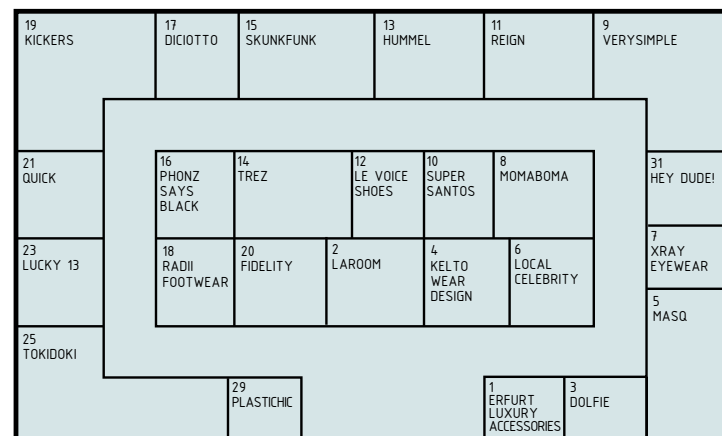 19
KICKERS
17
DICIOTTO
15
SKUNKFUNK
13
HUMMEL
11
REIGN
9
VERYSIMPLE
21
QUICK
16
PHONZ
SAYS
BLACK
14
TREZ
12
LE VOICE
SHOES
10
SUPER
SANTOS
8
MOMABOMA
31
HEY DUDE!
23
LUCKY 13
18
RADII
FOOTWEAR
20
FIDELITY
2
LAROOM
4
KELTO
WEAR
DESIGN
6
LOCAL
CELEBRITY
7
XRAY
EYEWEAR
5
MASQ
25
TOKIDOKI
29
PLASTICHIC
1
ERFURT
LUXURY
ACCESSORIES
3
DOLFIE